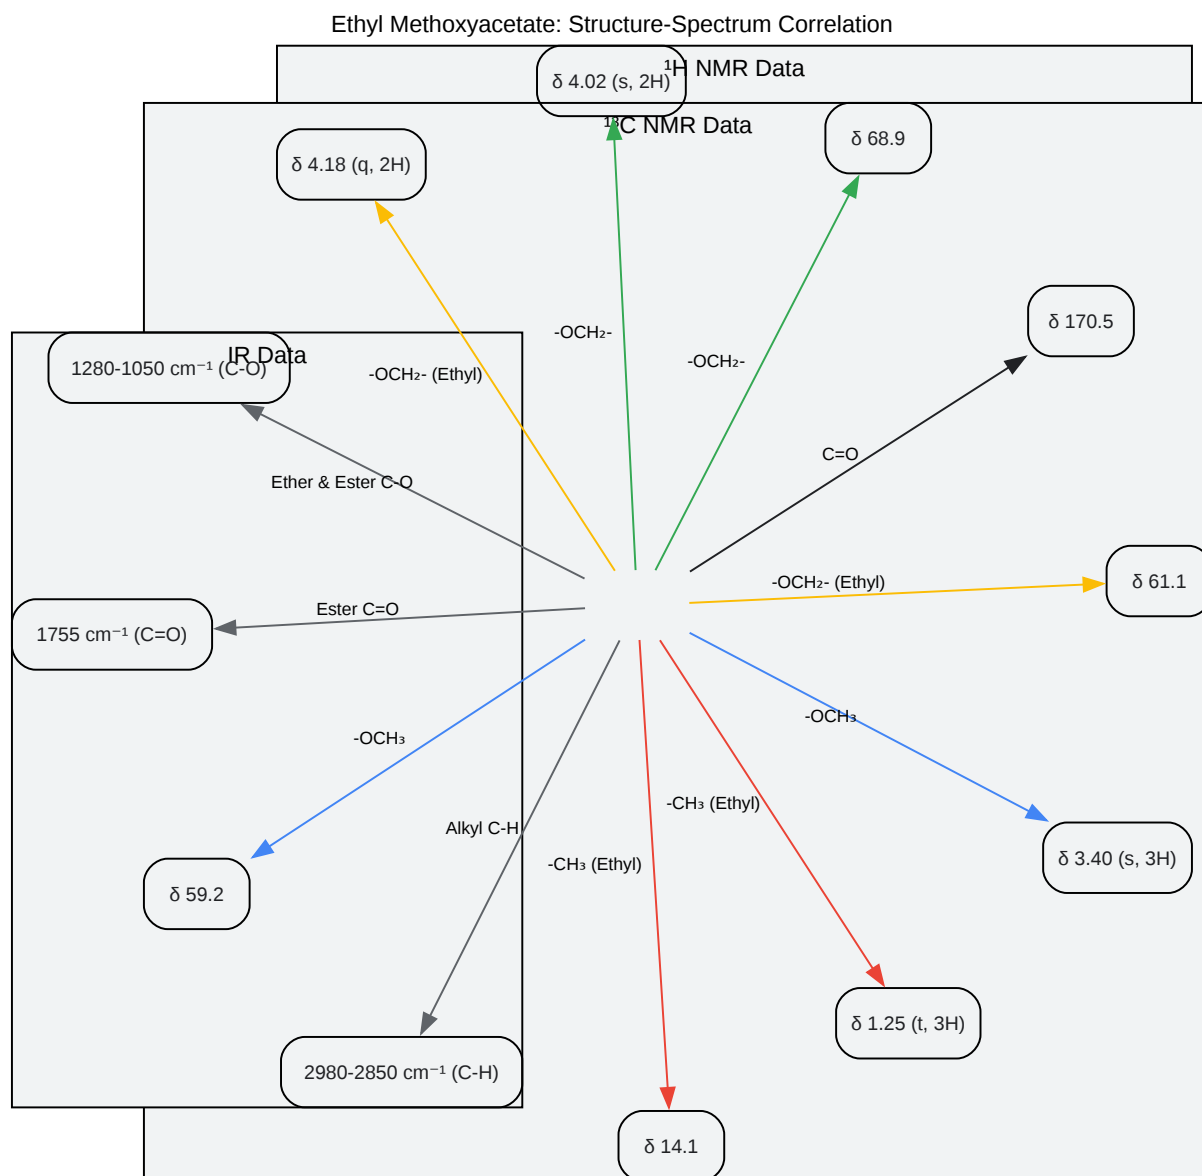 Ethyl Methoxyacetate: Structure-Spectrum Correlation
¹H NMR Data
δ 4.02 (s, 2H)
¹³C NMR Data
δ 68.9
δ 4.18 (q, 2H)
δ 170.5
-OCH₂-
-OCH₂-
IR Data
1280-1050 cm⁻¹ (C-O)
-OCH₂- (Ethyl)
C=O
Ether & Ester C-O
-OCH₂- (Ethyl)
δ 61.1
Ester C=O
1755 cm⁻¹ (C=O)
-OCH₃
-OCH₃
-CH₃ (Ethyl)
Alkyl C-H
-CH₃ (Ethyl)
δ 3.40 (s, 3H)
δ 59.2
δ 1.25 (t, 3H)
2980-2850 cm⁻¹ (C-H)
δ 14.1